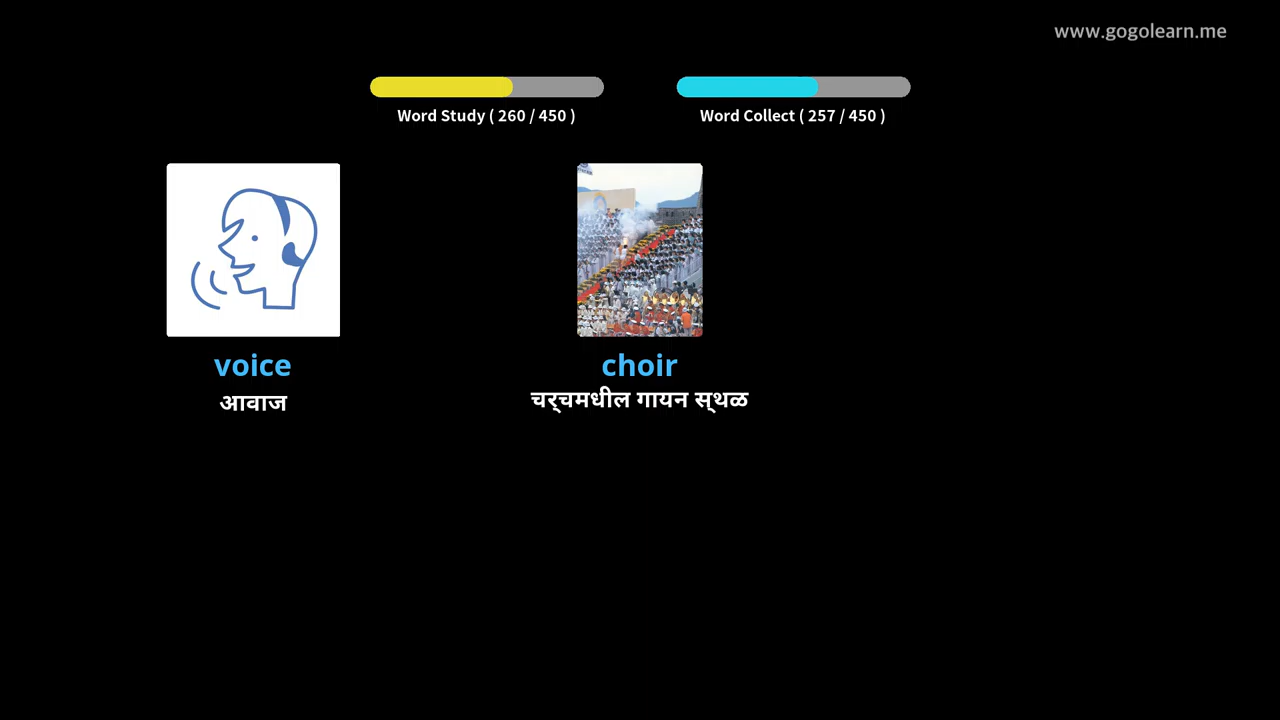 www.gogolearn.me
Word Study ( 260 / 450 )
Word Collect ( 257 / 450 )
voice
choir
आवाज
चर्चमधील गायन स्थळ